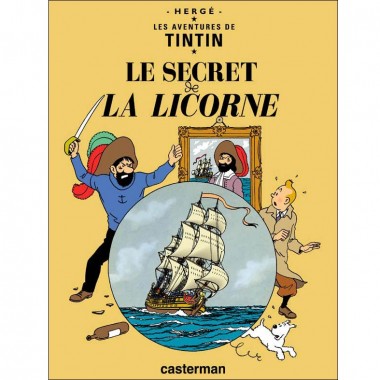 - HERGÉ -
LES AVENTURES DE
TINTIN
LE SECRET
de
LA LICORNE
casterman